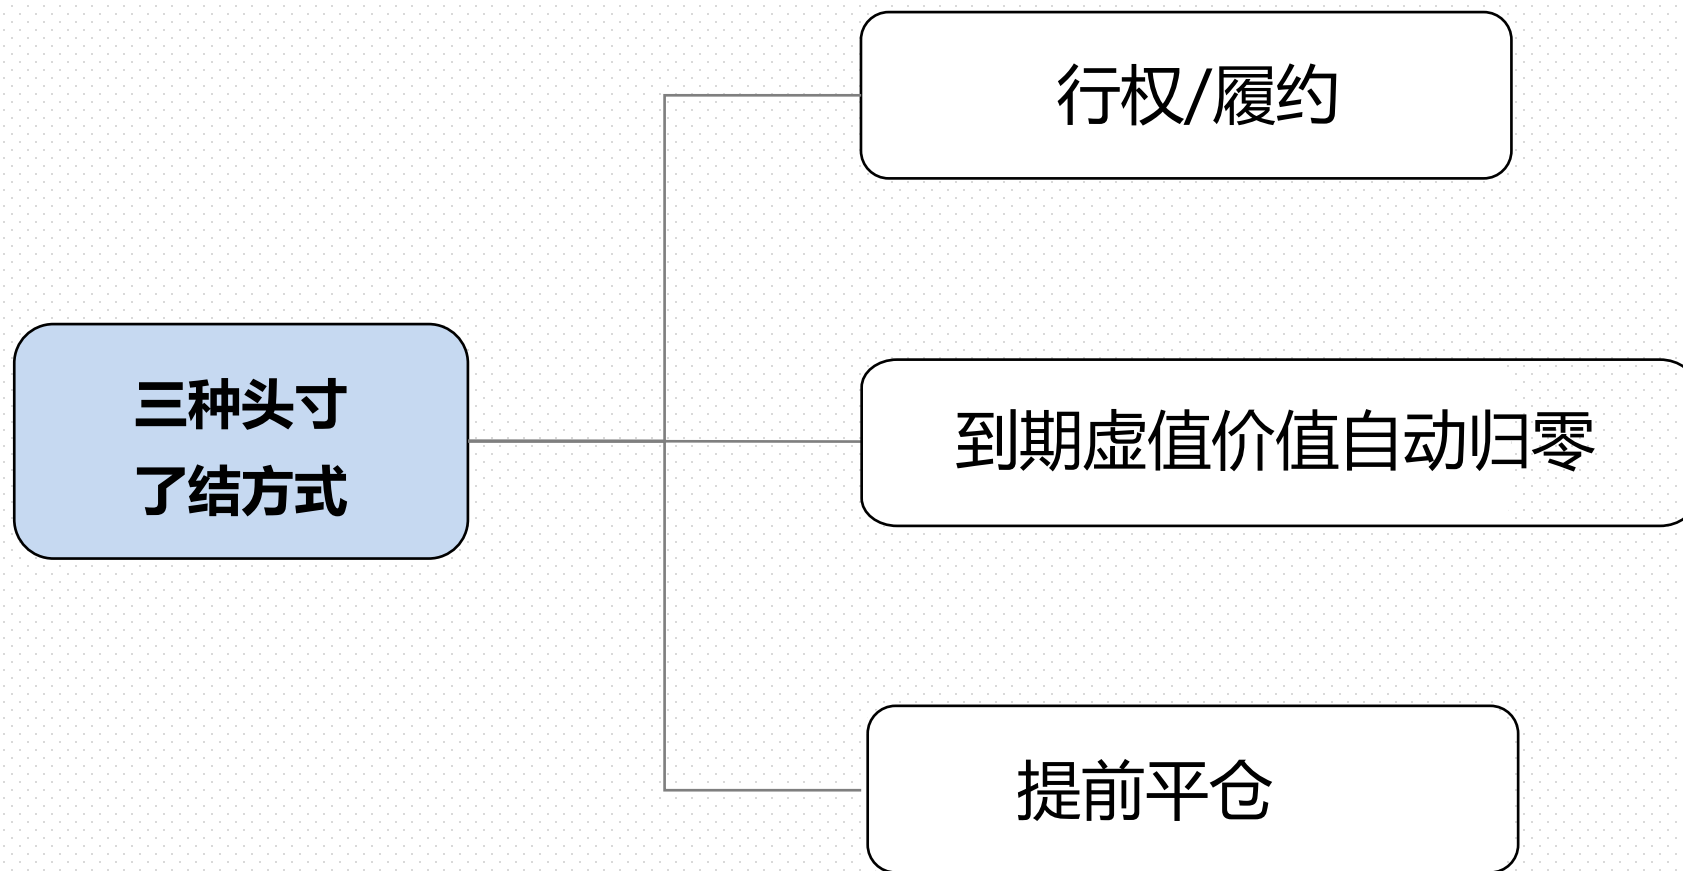 行权/履约
三种头寸
了结方式
到期虚值价值自动归零
提前平仓